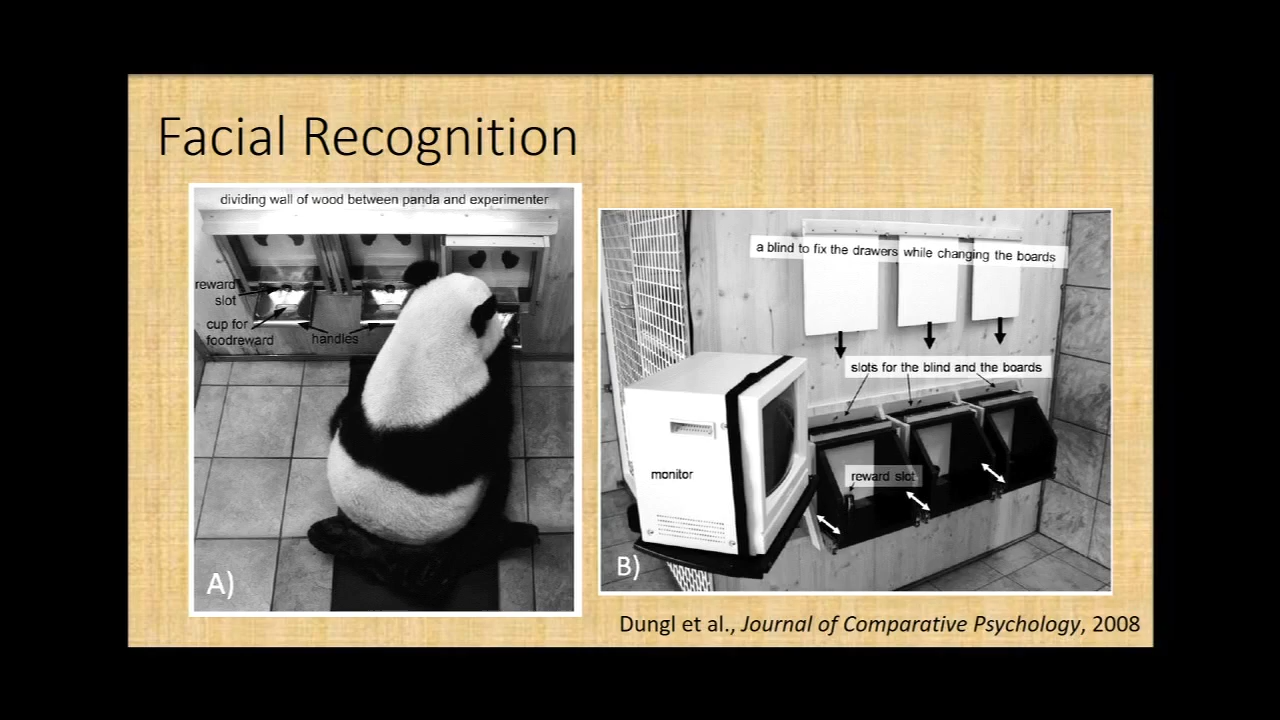 Facial Recognition
dividing wall of wood between panda and experimenter
reward
slot
cup for
foodreward
handles
A)
a blind to fix the drawers while changing the boards
slots for the blind and the boards
monitor
reward slot
B)
Dungl et al., Journal of Comparative Psychology, 2008